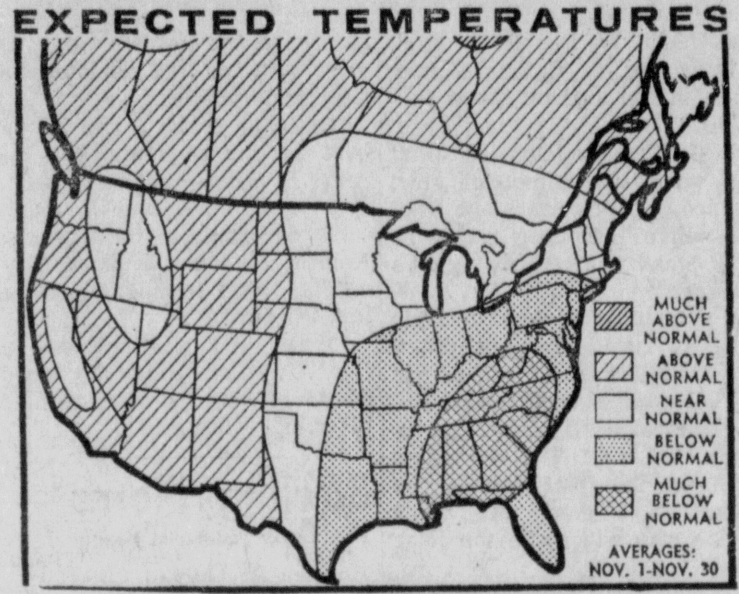 EXPECTED TEMPERATURES
MUCH
ABOVE
NORMAL
ABOVE
NORMAL
NEAR
NORMAL
BELOW
NORMAL
MUCH
BELOW
NORMAL
AVERAGES:
NOV. 1-NOV. 30